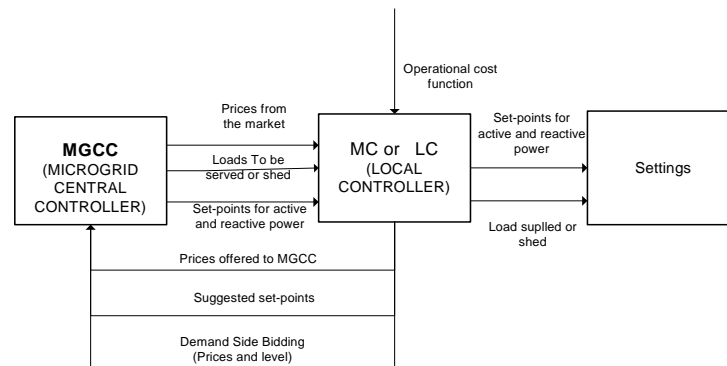 Operational cost
function
Prices from
the market
Set-points for
active and reactive
power
MGCC
(MICROGRID
CENTRAL
CONTROLLER)
Loads To be
served or shed
MC or LC
(LOCAL
CONTROLLER)
Settings
Set-points for active
and reactive power
Load suplled or
shed
Prices offered to MGCC
Suggested set-points
Demand Side Bidding
(Prices and level)